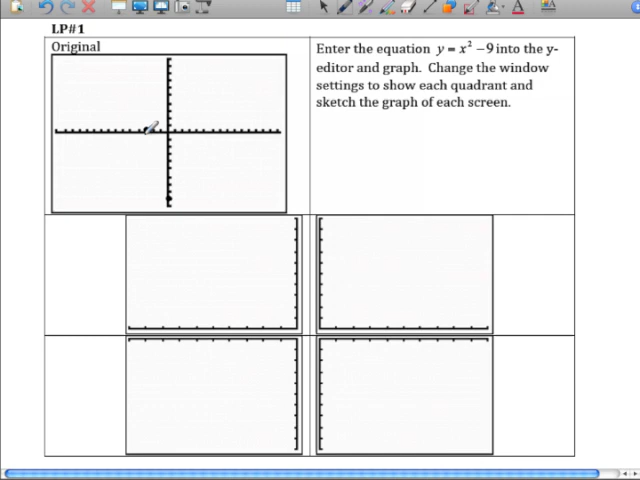 LP#1
Original
Enter the equation y = x² − 9 into the y-
editor and graph. Change the window
settings to show each quadrant and
sketch the graph of each screen.